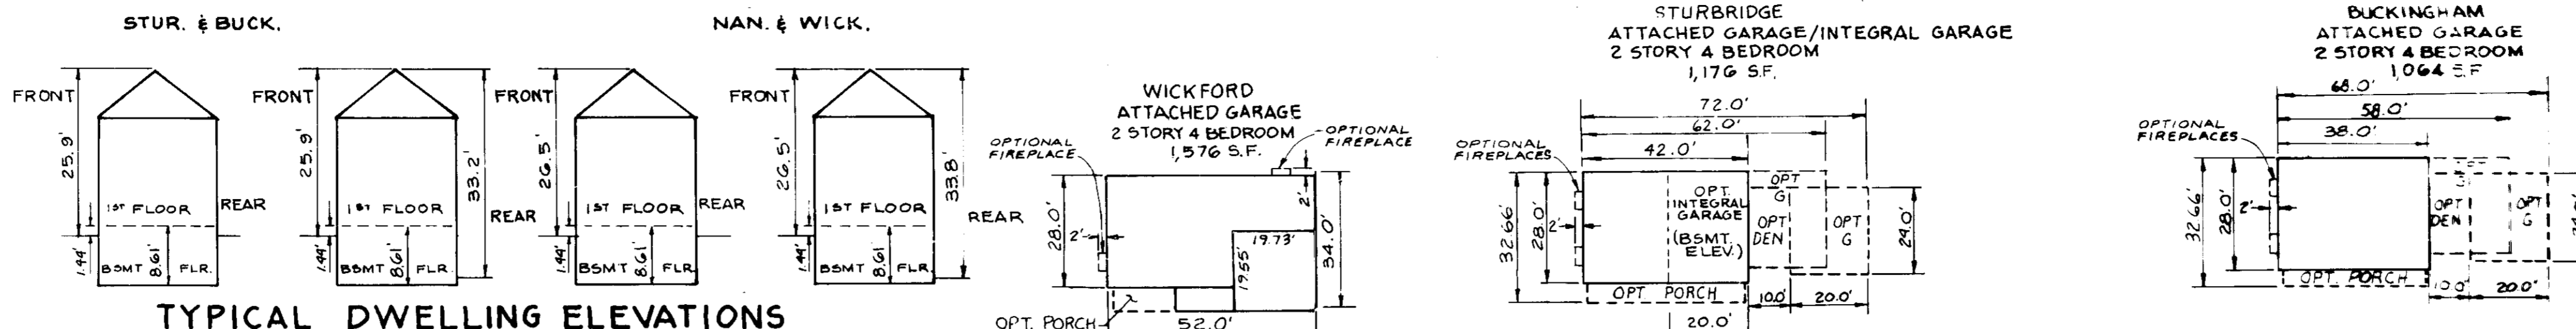 STUR. & BUCK.
NAN. & WICK.
FRONT
25.9'
1ST FLOOR
REAR
1.44'
BSMT 8.61' FLR.
FRONT
25.9'
33.2'
1ST FLOOR
REAR
1.44'
BSMT 8.61' FLR.
FRONT
26.5'
1ST FLOOR
REAR
1.44'
BSMT 8.61' FLR.
FRONT
26.5'
33.8'
1ST FLOOR
REAR
1.44'
BSMT 8.61' FLR.
TYPICAL DWELLING ELEVATIONS
WICKFORD
ATTACHED GARAGE
2 STORY 4 BEDROOM
1,576 S.F.
OPTIONAL
FIREPLACE
OPTIONAL
FIREPLACE
28.0'
2'
2'
34.0'
19.73'
19.55'
OPT. PORCH
52.0'
STURBRIDGE
ATTACHED GARAGE/INTEGRAL GARAGE
2 STORY 4 BEDROOM
1,176 S.F.
72.0'
62.0'
42.0'
OPTIONAL
FIREPLACES
32.66'
28.0'
2'
OPT.
INTEGRAL
GARAGE
(BSMT.
ELEV.)
OPT
G
OPT
DEN
OPT
G
24.0'
OPT. PORCH
10.0'
20.0'
20.0'
BUCKINGHAM
ATTACHED GARAGE
2 STORY 4 BEDROOM
1,064 S.F
68.0'
58.0'
38.0'
OPTIONAL
FIREPLACES
32.66'
28.0'
2'
G
OPT
DEN
OPT
G
OPT. PORCH
10.0'
20.0'